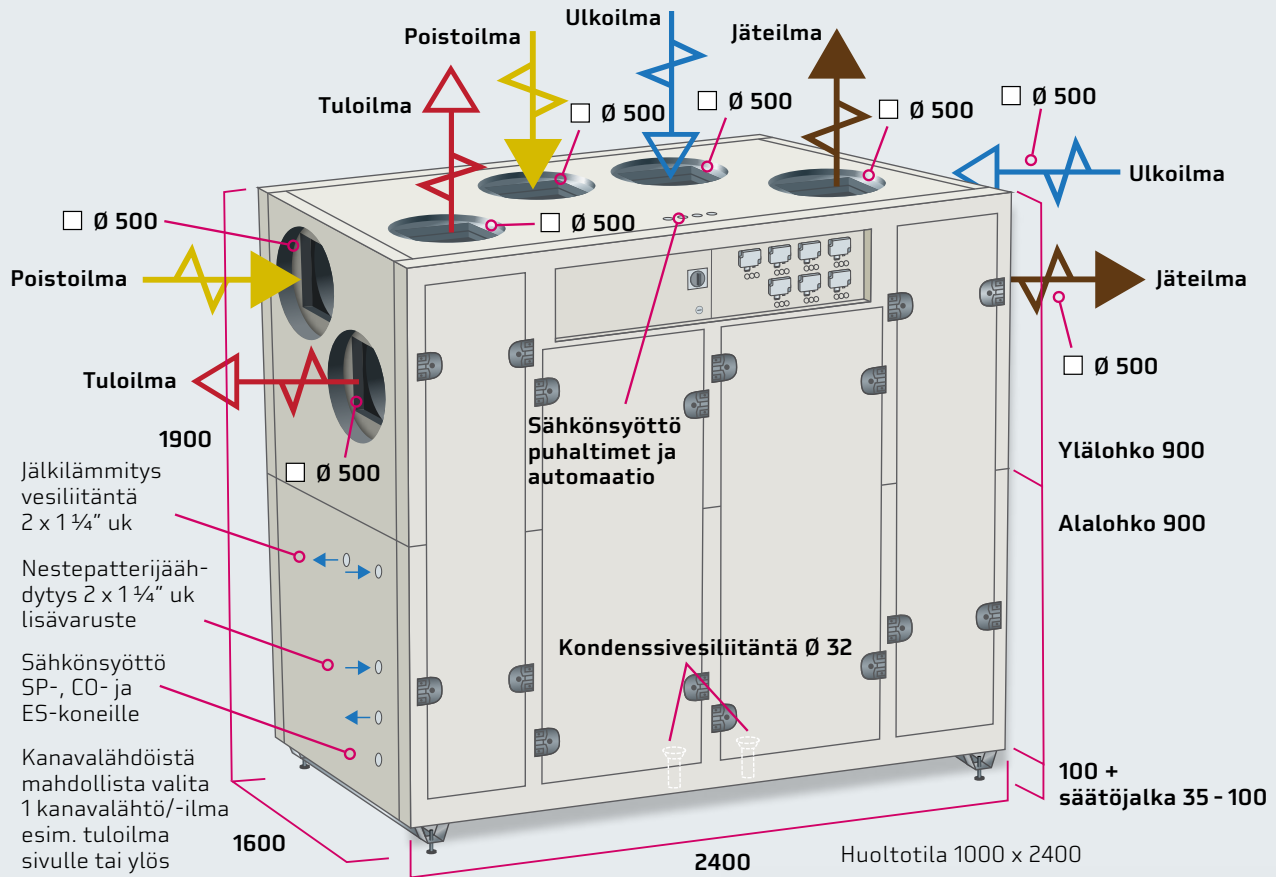 Ulkoilma
Poistoilma
Jäteilma
Tuloilma
Ø 500
Ø 500
Ø 500
Ø 500
Ø 500
Ulkoilma
Ø 500
Ø 500
Poistoilma
Jäteilma
Tuloilma
Ø 500
1900
Ø 500
Sähkönsyöttö
puhaltimet ja
automaatio
Ylälohko 900
Alalohko 900
Jälkilämmitys
vesiliitäntä
2 x 1 ¼” uk
Nestepatterijääh-
dytys 2 x 1 ¼” uk
lisävaruste
Sähkönsyöttö
SP-, CO- ja
ES-koneille
Kanavalähdöistä
mahdollista valita
1 kanavalähtö/-ilma
esim. tuloilma
sivulle tai ylös
Kondenssivesiliitäntä Ø 32
100 +
säätöjalka 35 - 100
1600
2400
Huoltotila 1000 x 2400